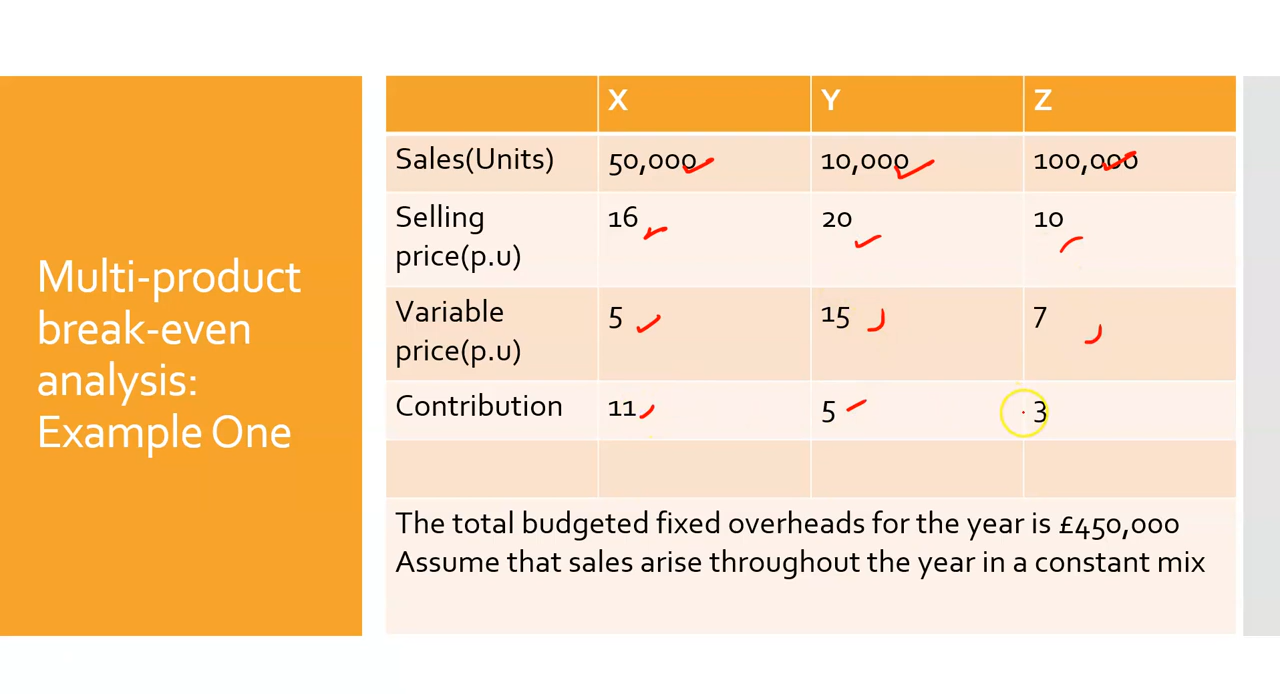 Multi-product
break-even
analysis:
Example One
X Y Z
Sales(Units) 50,000 10,000 100,000
Selling
price(p.u) 16 20 10
Variable
price(p.u) 5 15 7
Contribution 11 5 3
The total budgeted fixed overheads for the year is £450,000
Assume that sales arise throughout the year in a constant mix